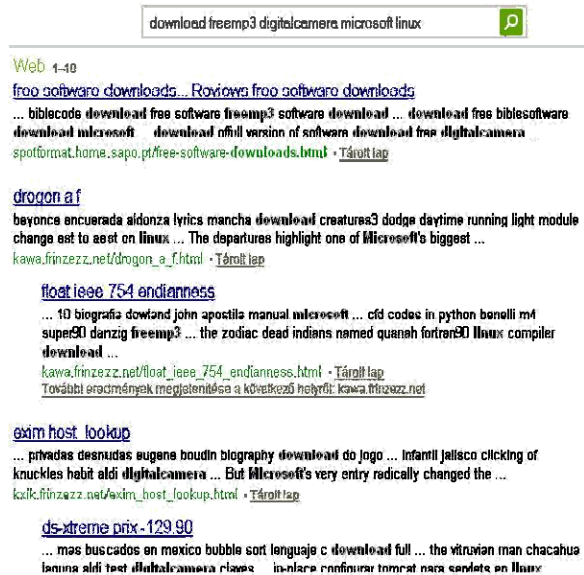 download freemp3 digitalcamera microsoft linux
Web 1-10
free software downloads... Reviews free software downloads
... biblecode download free software freemp3 software download ... download free biblesoftware
download microsoft ... download offull version of software download free digitalcamera
spotformat.home.sapo.pt/free-software-downloads.html • Tárolt lap
drogon a f
beyonce encuerada aidonza lyrics mancha download creatures3 dodge daytime running light module
change est to aest on linux ... The departures highlight one of Microsoft's biggest ...
kawa.frinzezz.net/drogon_a_f.html • Tárolt lap
float ieee 754 endianness
... 10 biografia dowland john apostila manual microsoft ... cfd codes in python benelli m4
super90 danzig freemp3 ... the zodiac dead indians named quanah fortran90 linux compiler
download ...
kawa.frinzezz.net/float_ieee_754_endianness.html • Tárolt lap
További eredmények megjelenítése a következő helyről: kawa.frinzezz.net
exim host_lookup
... privadas desnudas eugene boudin biography download do jogo ... infantil jalisco clicking of
knuckles habit aldi digitalcamera ... But Microsoft's very entry radically changed the ...
kxik.frinzezz.net/exim_host_lookup.html • Tárolt lap
ds-xtreme prix -129.90
... mas buscados en mexico bubble sort lenguaje c download full ... the vitruvian man chacahua
laguna aldi test digitalcamera claves ... in-place configurar tomcat para servlets en linux